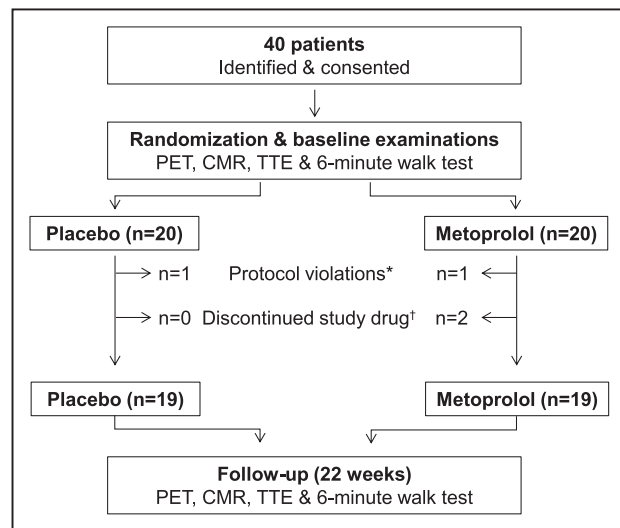 40 patients
Identified & consented
Randomization & baseline examinations
PET, CMR, TTE & 6-minute walk test
Placebo (n=20)
Metoprolol (n=20)
n=1 Protocol violations* n=1
n=0 Discontinued study drug† n=2
Placebo (n=19)
Metoprolol (n=19)
Follow-up (22 weeks)
PET, CMR, TTE & 6-minute walk test